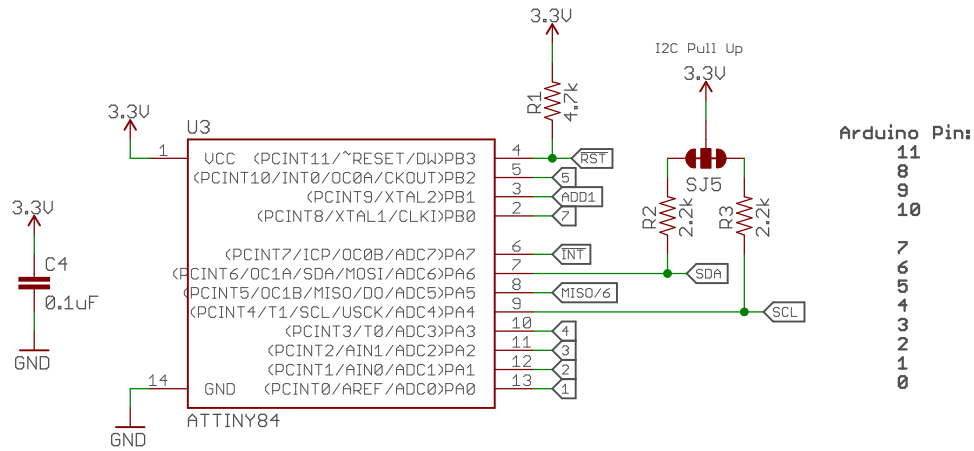 3.3V
I2C Pull Up
3.3V
R1
4.7k
3.3V
U3
Arduino Pin:
1
VCC
(PCINT11/~RESET/DW)PB3
4
RST
11
(PCINT10/INT0/OC0A/CKOUT)PB2
5
5
8
SJ5
(PCINT9/XTAL2)PB1
3
ADD1
9
(PCINT8/XTAL1/CLKI)PB0
2
7
10
R2
2.2k
R3
2.2k
3.3V
(PCINT7/ICP/OC0B/ADC7)PA7
6
INT
7
C4
(PCINT6/OC1A/SDA/MOSI/ADC6)PA6
7
SDA
6
(PCINT5/OC1B/MISO/DO/ADC5)PA5
8
MISO/6
5
0.1uF
(PCINT4/T1/SCL/USCK/ADC4)PA4
9
SCL
4
(PCINT3/T0/ADC3)PA3
10
4
3
(PCINT2/AIN1/ADC2)PA2
11
3
2
GND
(PCINT1/AIN0/ADC1)PA1
12
2
1
14
GND
(PCINT0/AREF/ADC0)PA0
13
1
0
ATTINY84
GND